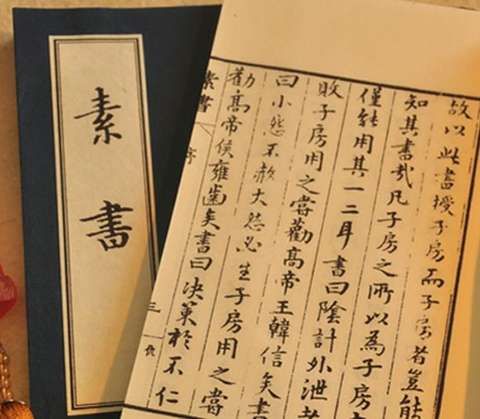 素書
故以此書授子房而子房者豈能
知其書哉凡子房之所以為子房
僅能用其一二耳書曰陰計外泄者
敗子房用之嘗勸高帝王韓信矣書
曰小怨不赦大怨必生子房用之嘗
勸高帝侯雍齒矣書曰決策於不仁
素書 序 三